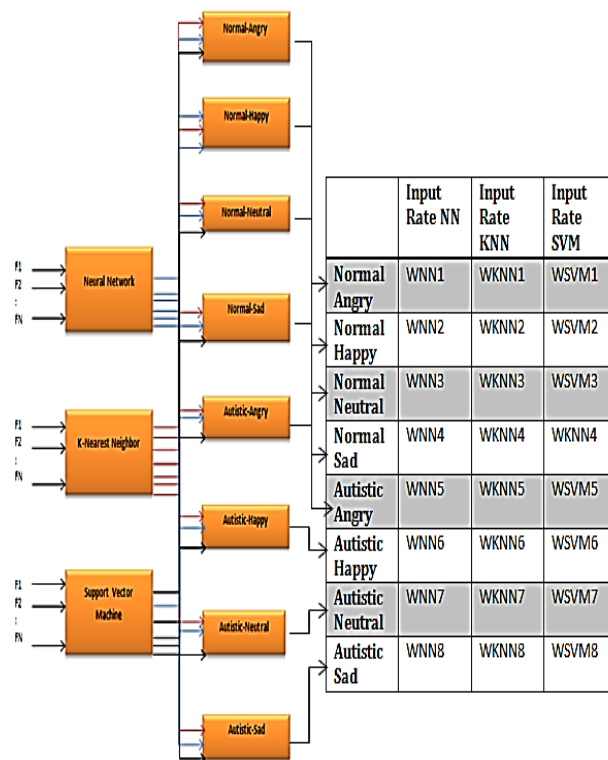 Normal-Angry
Normal-Happy
Normal-Neutral
Normal-Sad
Autistic-Angry
Autistic-Happy
Autistic-Neutral
Autistic-Sad
F1
F2
:
FN
Neural Network
F1
F2
:
FN
K-Nearest Neighbor
F1
F2
:
FN
Support Vector
Machine
Input Rate NN | Input Rate KNN | Input Rate SVM
Normal Angry | WNN1 | WKNN1 | WSVM1
Normal Happy | WNN2 | WKNN2 | WSVM2
Normal Neutral | WNN3 | WKNN3 | WSVM3
Normal Sad | WNN4 | WKNN4 | WKNN4
Autistic Angry | WNN5 | WKNN5 | WSVM5
Autistic Happy | WNN6 | WKNN6 | WSVM6
Autistic Neutral | WNN7 | WKNN7 | WSVM7
Autistic Sad | WNN8 | WKNN8 | WSVM8